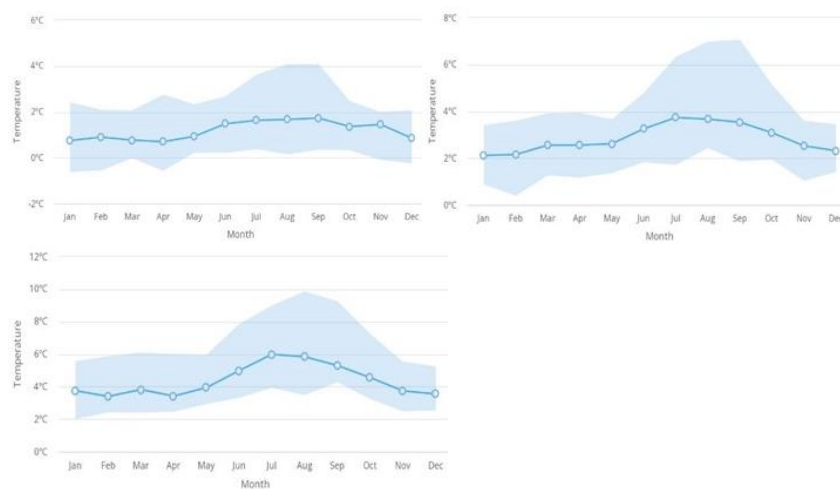 6°C
4°C
2°C
0°C
-2°C
Temperature
Jan Feb Mar Apr May Jun Jul Aug Sep Oct Nov Dec
Month
8°C
6°C
4°C
2°C
0°C
Temperature
Jan Feb Mar Apr May Jun Jul Aug Sep Oct Nov Dec
Month
12°C
10°C
8°C
6°C
4°C
2°C
0°C
Temperature
Jan Feb Mar Apr May Jun Jul Aug Sep Oct Nov Dec
Month